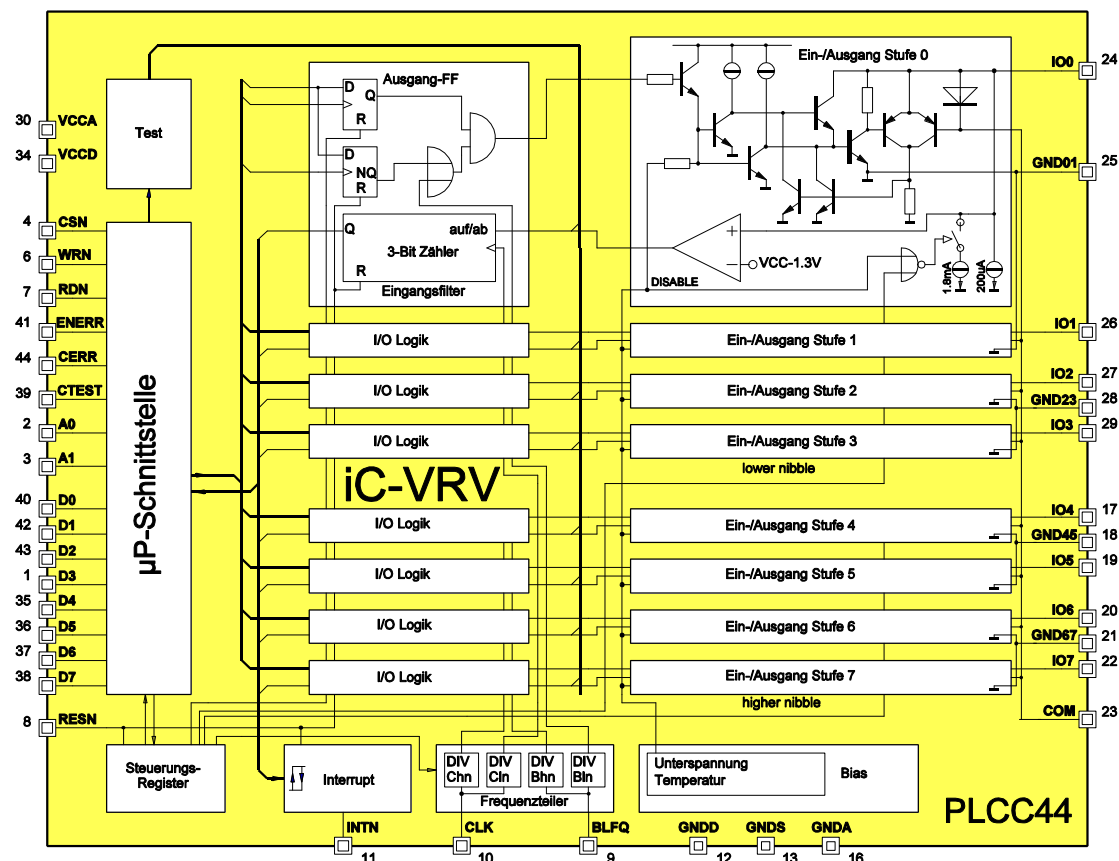 Ausgang-FF
D
Q
R
D
NQ
R
Q
auf/ab
3-Bit Zähler
R
Eingangsfilter
Ein-/Ausgang Stufe 0
+
−
VCC-1.3V
DISABLE
1.8mA
200uA
Test
µP-Schnittstelle
30 VCCA
34 VCCD
4 CSN
6 WRN
7 RDN
41 ENERR
44 CERR
39 CTEST
2 A0
3 A1
40 D0
42 D1
43 D2
1 D3
35 D4
36 D5
37 D6
38 D7
8 RESN
I/O Logik
Ein-/Ausgang Stufe 1
I/O Logik
Ein-/Ausgang Stufe 2
I/O Logik
Ein-/Ausgang Stufe 3
lower nibble
iC-VRV
I/O Logik
Ein-/Ausgang Stufe 4
I/O Logik
Ein-/Ausgang Stufe 5
I/O Logik
Ein-/Ausgang Stufe 6
I/O Logik
Ein-/Ausgang Stufe 7
higher nibble
IO0 24
GND01 25
IO1 26
IO2 27
GND23 28
IO3 29
IO4 17
GND45 18
IO5 19
IO6 20
GND67 21
IO7 22
COM 23
Steuerungs-
Register
Interrupt
DIV
Chn
DIV
Cln
DIV
Bhn
DIV
Bln
Frequenzteiler
Unterspannung
Temperatur
Bias
PLCC44
INTN
11
CLK
10
BLFQ
9
GNDD
12
GNDS
13
GNDA
16